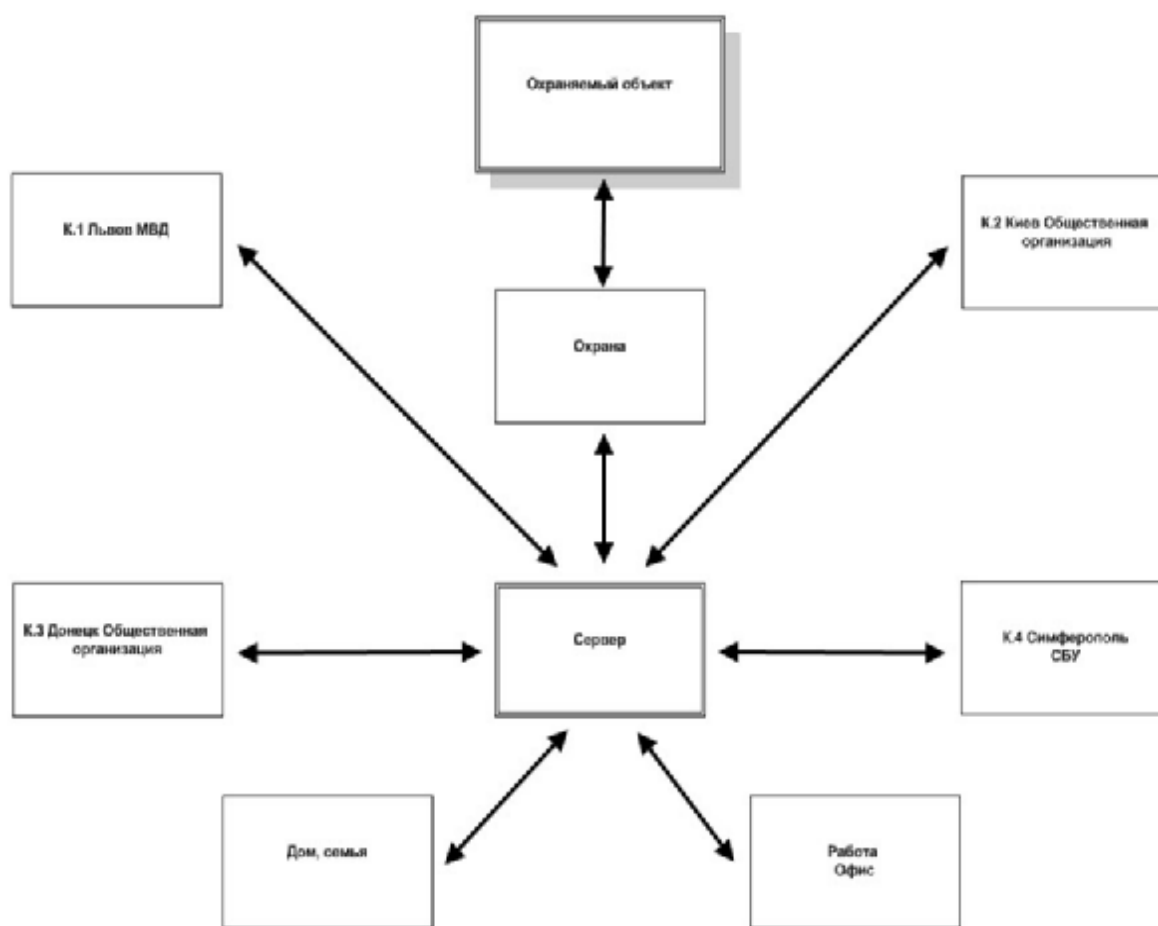 Охраняемый объект
К.1 Львов МВД
К.2 Киев Общественная
организация
Охрана
К.3 Донецк Общественная
организация
Сервер
К.4 Симферополь
СБУ
Дом, семья
Работа
Офис